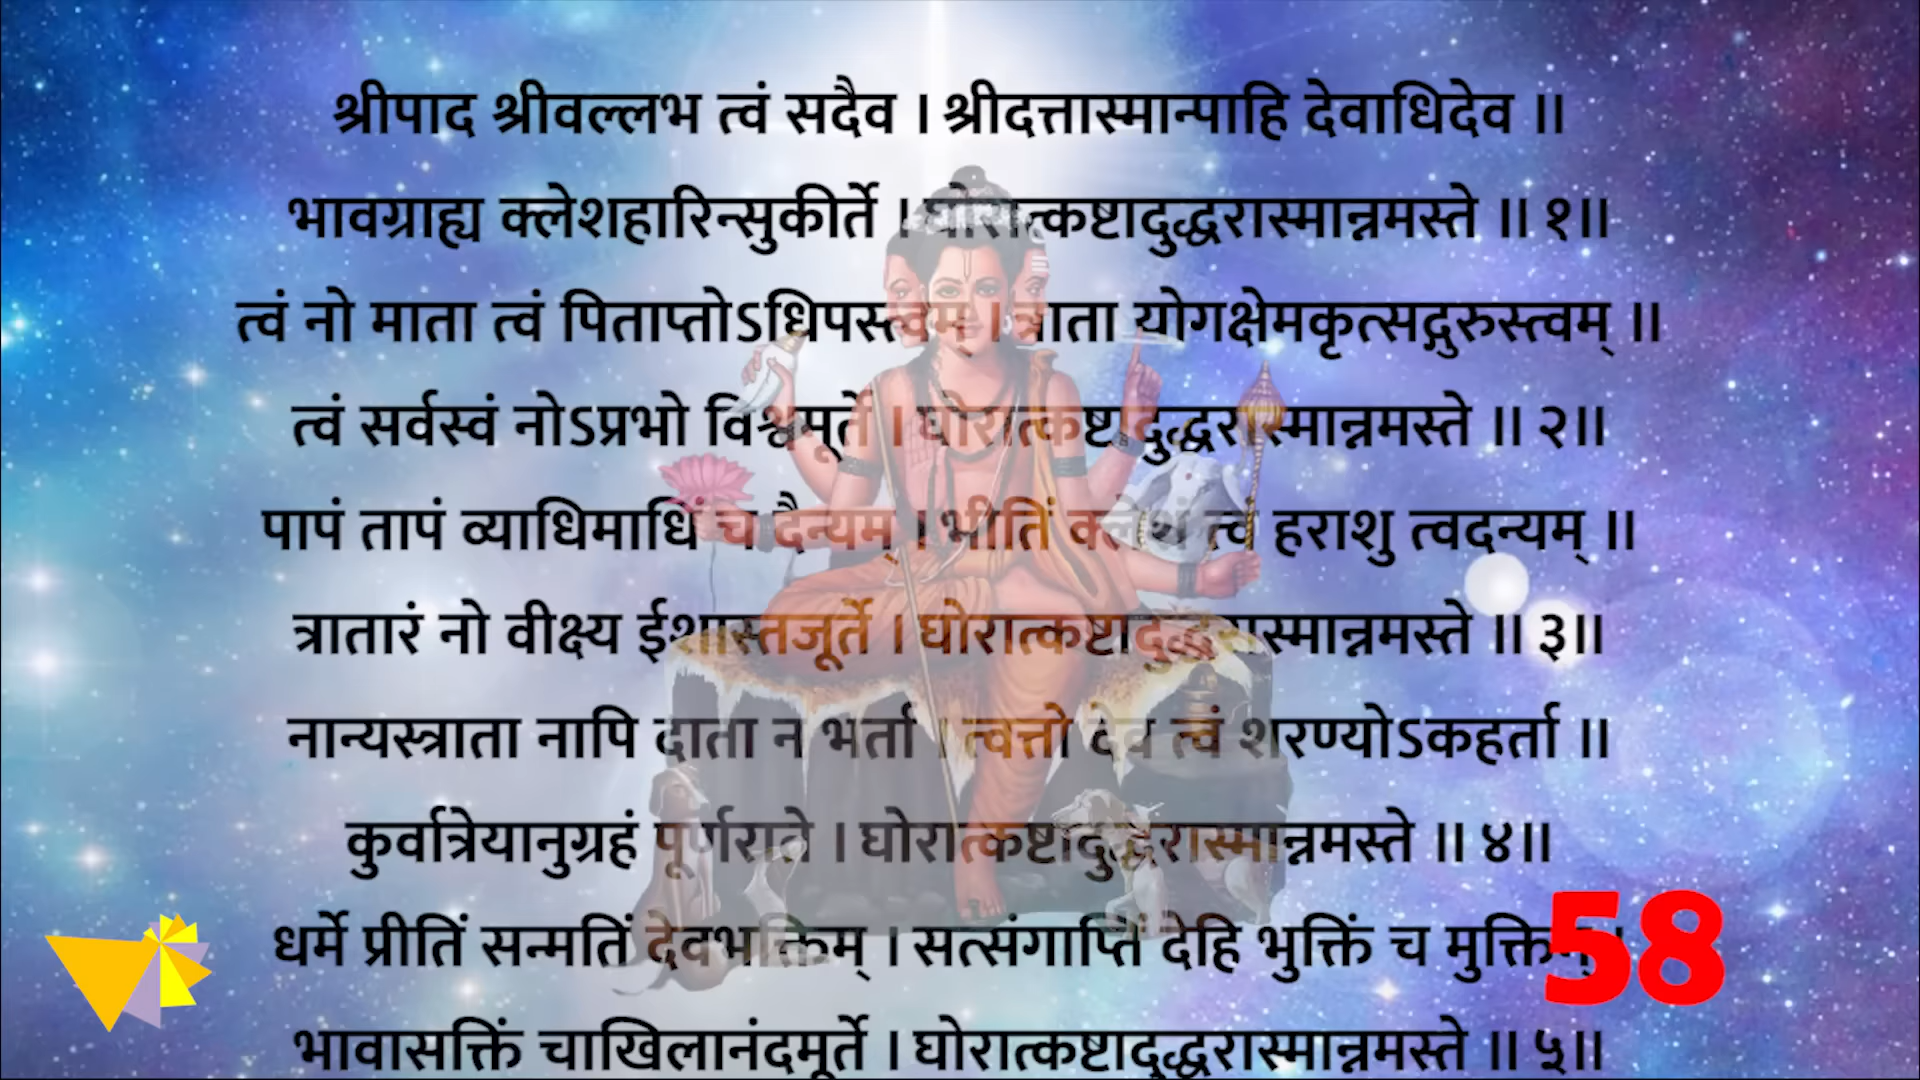 श्रीपाद श्रीवल्लभ त्वं सदैव । श्रीदत्तास्मान्पाहि देवाधिदेव ॥
भावग्राह्य क्लेशहारिन्सुकीर्ते । घोरात्कष्टादुद्धरास्मान्नमस्ते ॥ १॥
त्वं नो माता त्वं पिताप्तोऽधिपस्त्वम् । त्राता योगक्षेमकृत्सद्गुरुस्त्वम् ॥
त्वं सर्वस्वं नोऽप्रभो विश्वमूर्ते । घोरात्कष्टादुद्धरास्मान्नमस्ते ॥ २॥
पापं तापं व्याधिमाधिं च दैन्यम् । भीतिं क्लेशं त्वं हराशु त्वदन्यम् ॥
त्रातारं नो वीक्ष्य ईशास्तजूर्ते । घोरात्कष्टादुद्धरास्मान्नमस्ते ॥ ३॥
नान्यस्त्राता नापि दाता न भर्ता । त्वत्तो देव त्वं शरण्योऽकहर्ता ॥
कुर्वात्रेयानुग्रहं पूर्णराते । घोरात्कष्टादुद्धरास्मान्नमस्ते ॥ ४॥
धर्मे प्रीतिं सन्मतिं देवभक्तिम् । सत्संगाप्तिं देहि भुक्तिं च मुक्तिम् ।
भावासक्तिं चाखिलानंदमूर्ते । घोरात्कष्टादुद्धरास्मान्नमस्ते ॥ ५॥
58